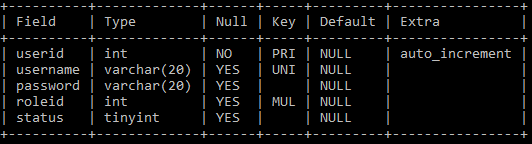 | Field | Type | Null | Key | Default | Extra |
| userid | int | NO | PRI | NULL | auto_increment |
| username | varchar(20) | YES | UNI | NULL | |
| password | varchar(20) | YES | | NULL | |
| roleid | int | YES | MUL | NULL | |
| status | tinyint | YES | | NULL | |